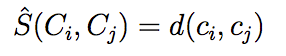 Ŝ(C_i, C_j) = d(c_i, c_j)